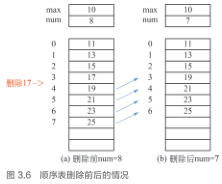 max 10 max 10
num 8 num 7
0 11 0 11
1 13 1 13
2 15 2 15
删除17-> 3 17 3 19
4 19 4 21
5 21 5 23
6 23 6 25
7 25
(a) 删除前num=8 (b) 删除后num=7
图 3.6 顺序表删除前后的情况